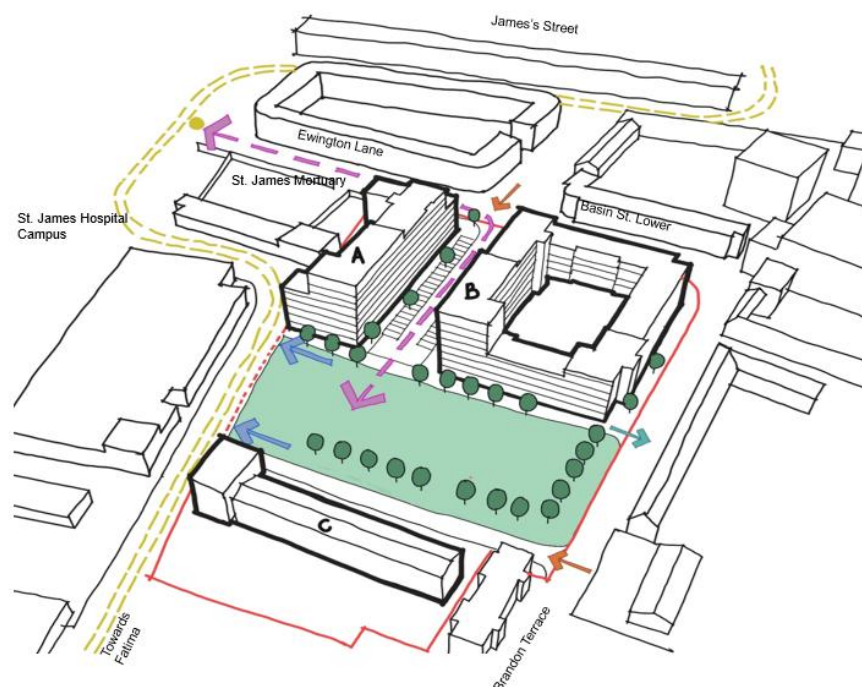 James's Street
Ewington Lane
St. James Mortuary
St. James Hospital
Campus
Basin St. Lower
A
B
C
Towards
Fatima
Brandon Terrace